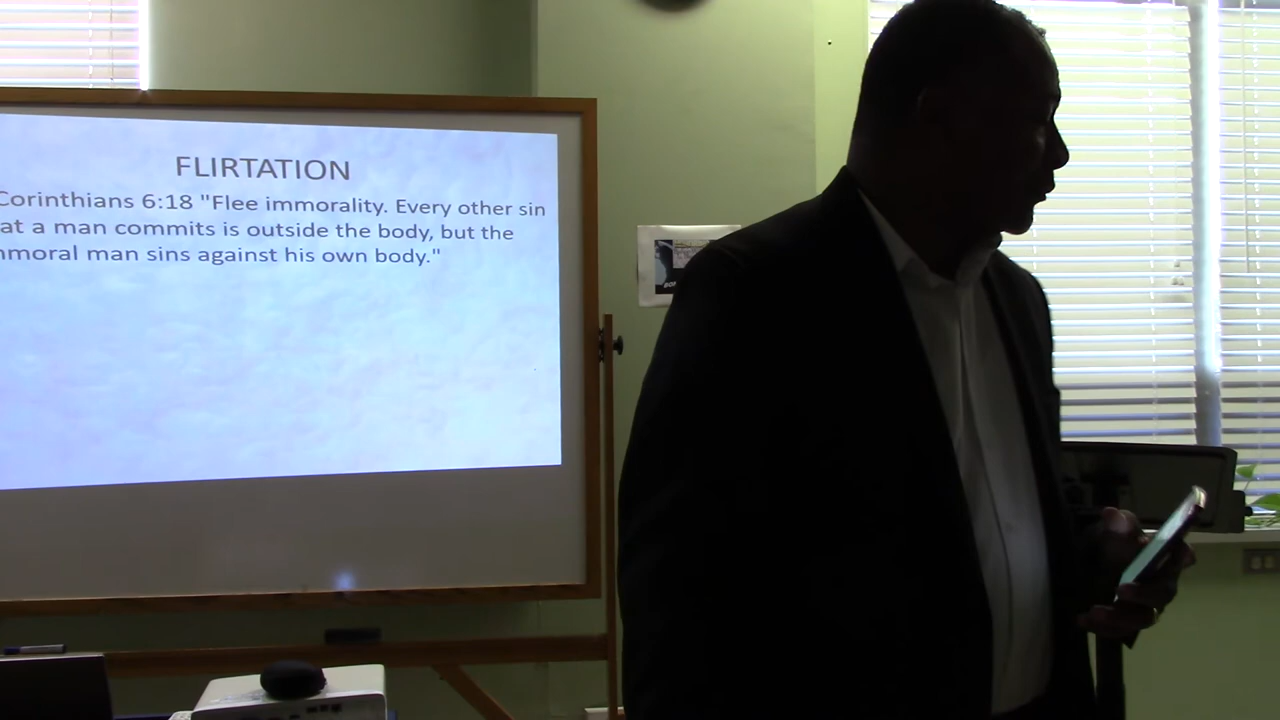 FLIRTATION
Corinthians 6:18 "Flee immorality. Every other sin
at a man commits is outside the body, but the
moral man sins against his own body."